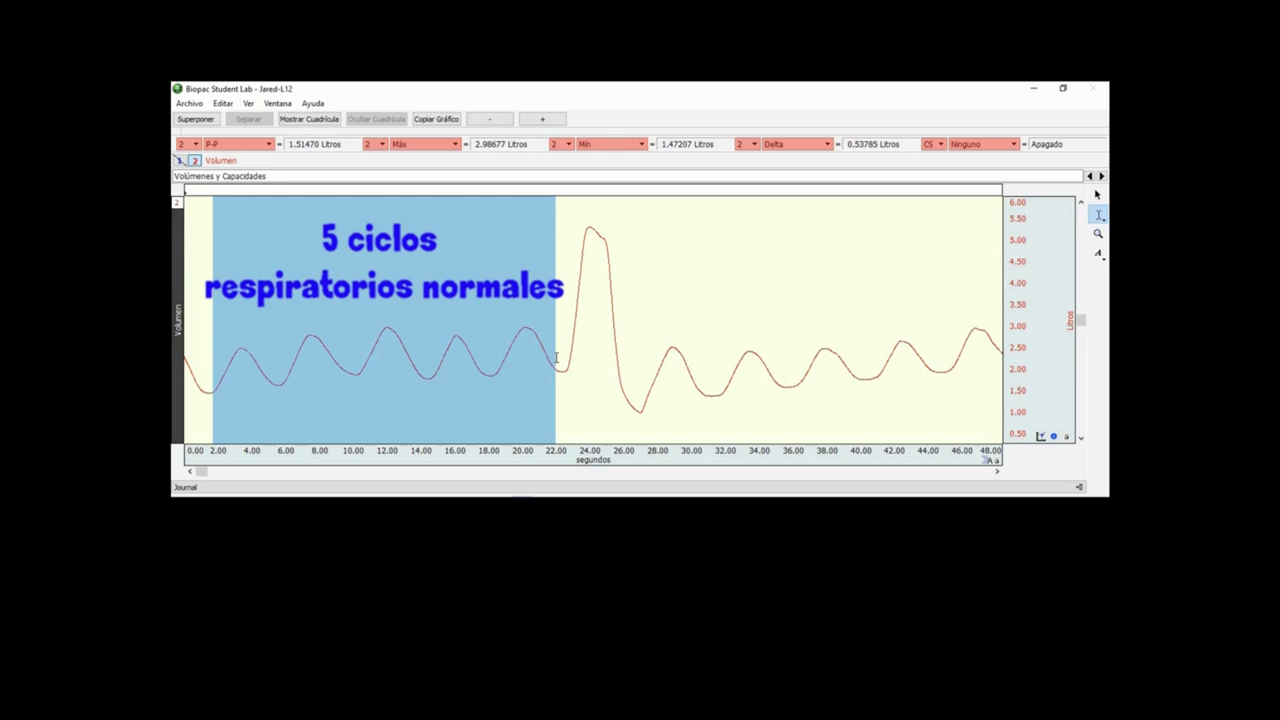 Biopac Student Lab - Jared-L12
Archivo Editar Ver Ventana Ayuda
Superponer Separar Mostrar Cuadrícula Ocultar Cuadrícula Copiar Gráfico - +
2 P-P = 1.51470 Litros 2 Máx = 2.98677 Litros 2 Mín = 1.47207 Litros 2 Delta = 0.53785 Litros CS Ninguno = Apagado
1 2 Volumen
Volúmenes y Capacidades
2
5 ciclos
respiratorios normales
Volumen
6.00
5.50
5.00
4.50
4.00
3.50
3.00
2.50
2.00
1.50
1.00
0.50
Litros
0.00 2.00 4.00 6.00 8.00 10.00 12.00 14.00 16.00 18.00 20.00 22.00 24.00 26.00 28.00 30.00 32.00 34.00 36.00 38.00 40.00 42.00 44.00 46.00 48.00
segundos
Journal